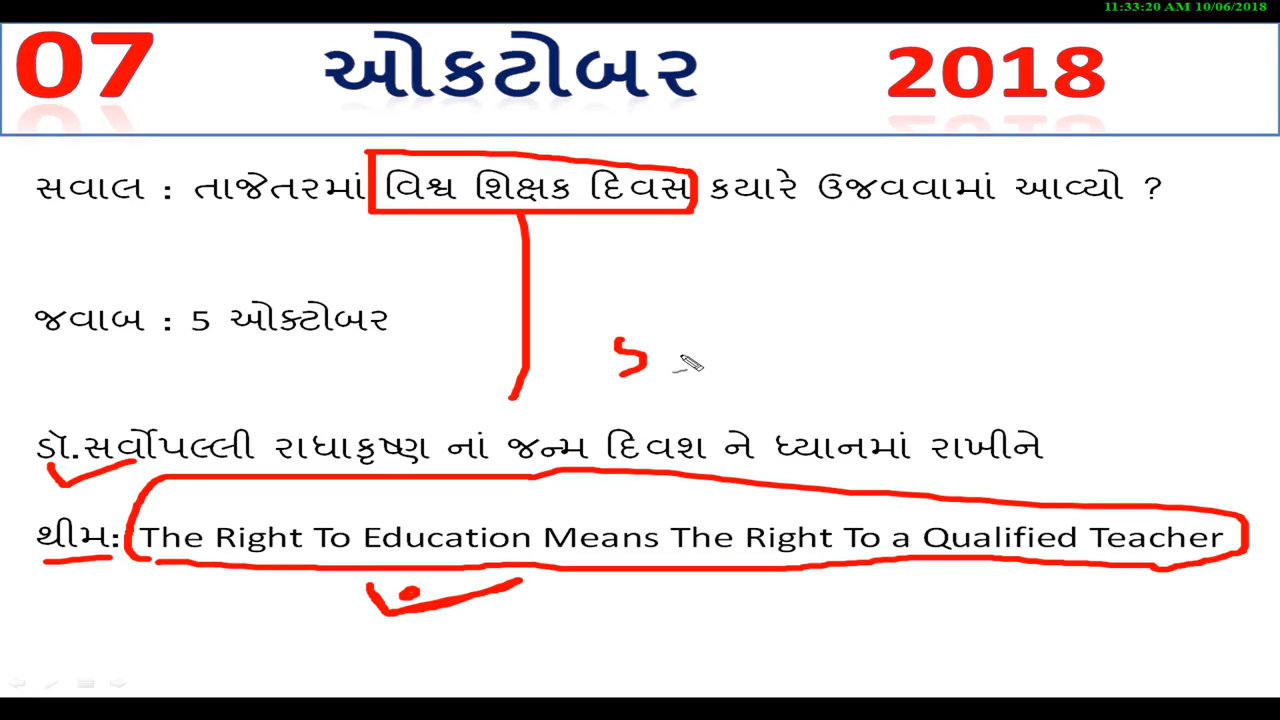 11:33:20 AM 10/06/2018
07 ઓકટોબર 2018
સવાલ : તાજેતરમાં વિશ્વ શિક્ષક દિવસ કયારે ઉજવવામાં આવ્યો ?
જવાબ : 5 ઓક્ટોબર
5
ડૉ.સર્વોપલ્લી રાધાકૃષ્ણ નાં જન્મ દિવશ ને ધ્યાનમાં રાખીને
થીમ: The Right To Education Means The Right To a Qualified Teacher